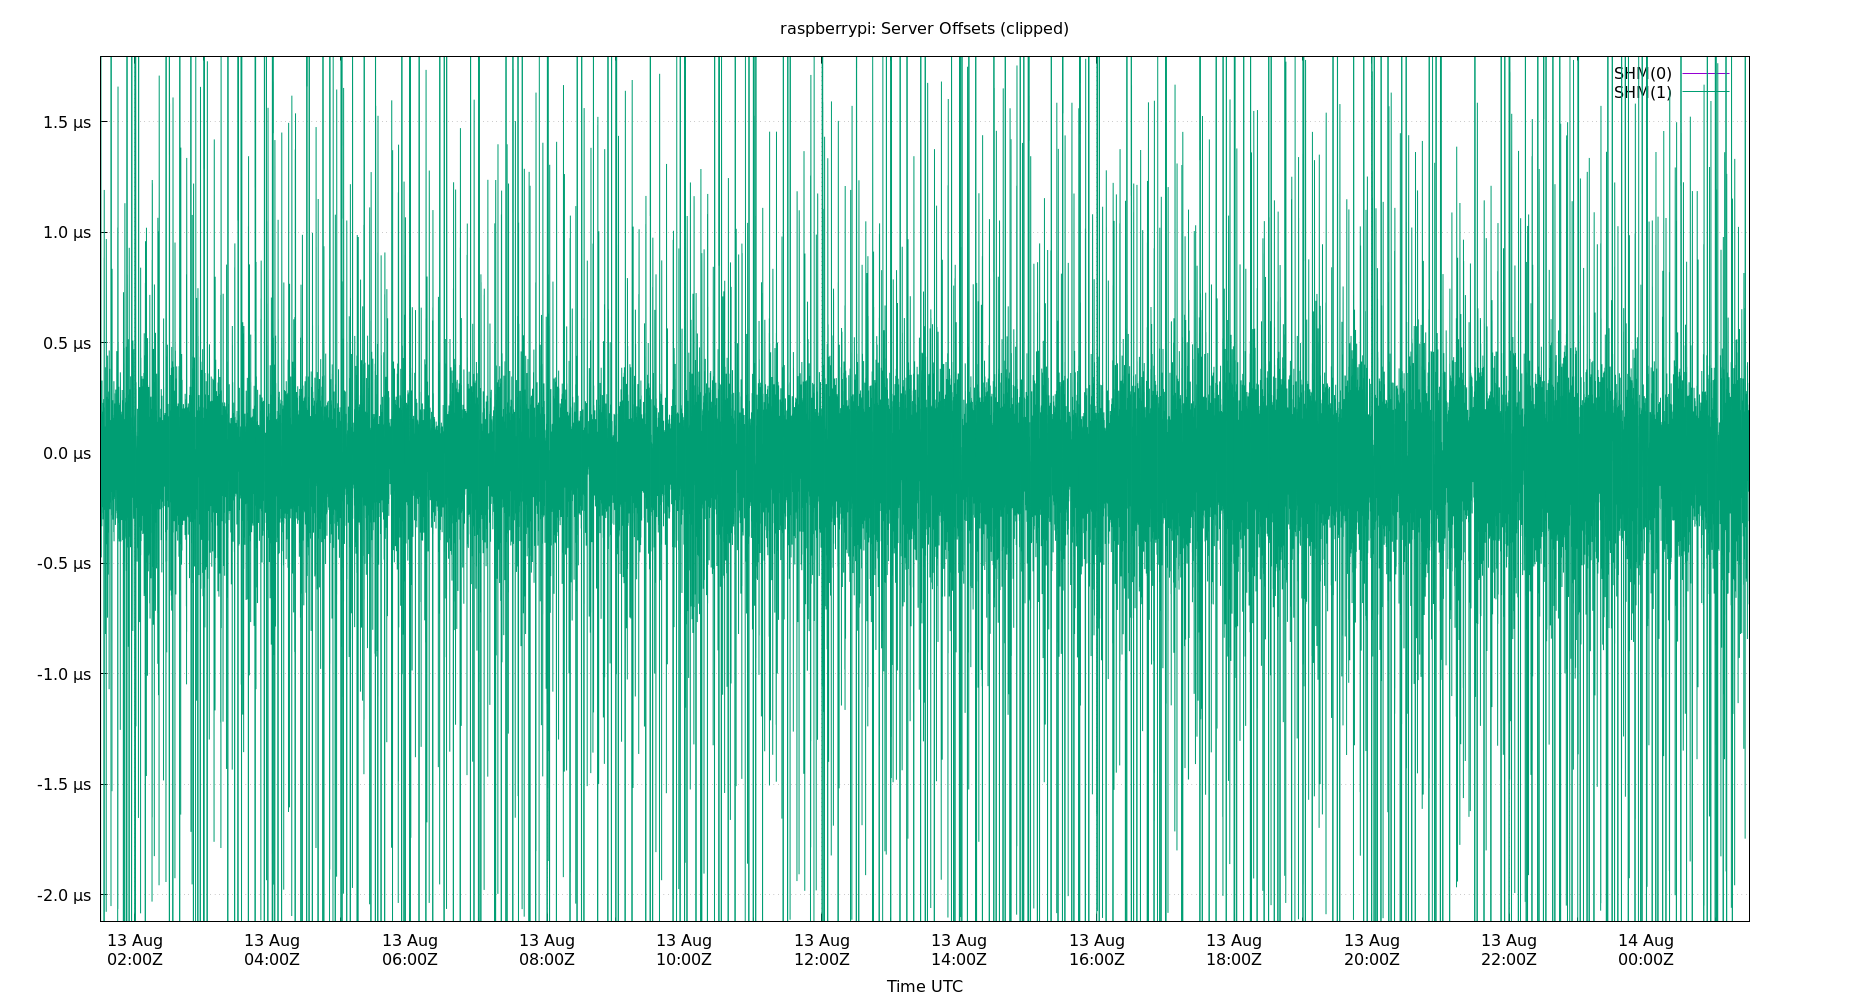 raspberrypi: Server Offsets (clipped)
SHM(0)
SHM(1)
1.5 µs
1.0 µs
0.5 µs
0.0 µs
-0.5 µs
-1.0 µs
-1.5 µs
-2.0 µs
13 Aug 13 Aug 13 Aug 13 Aug 13 Aug 13 Aug 13 Aug 13 Aug 13 Aug 13 Aug 13 Aug 14 Aug
02:00Z 04:00Z 06:00Z 08:00Z 10:00Z 12:00Z 14:00Z 16:00Z 18:00Z 20:00Z 22:00Z 00:00Z
Time UTC